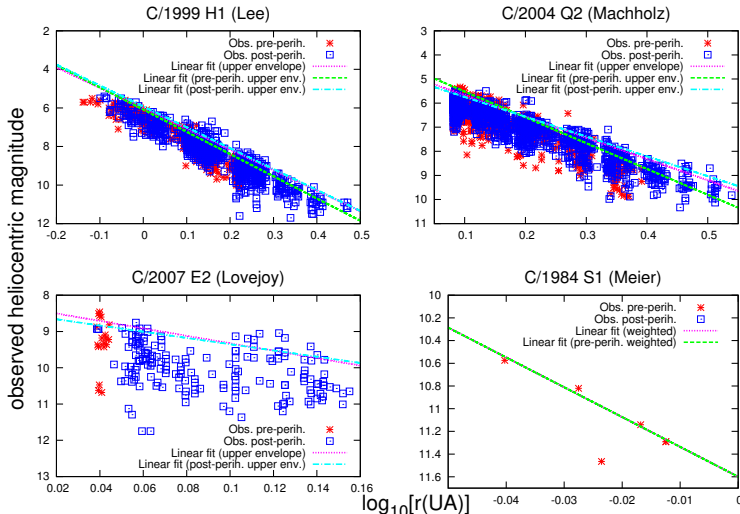 C/1999 H1 (Lee)
Obs. pre-perih.
Obs. post-perih.
Linear fit (upper envelope)
Linear fit (pre-perih. upper env.)
Linear fit (post-perih. upper env.)
2
4
6
8
10
12
-0.2
-0.1
0
0.1
0.2
0.3
0.4
0.5
C/2004 Q2 (Machholz)
Obs. pre-perih.
Obs. post-perih.
Linear fit (upper envelope)
Linear fit (pre-perih. upper env.)
Linear fit (post-perih. upper env.)
3
4
5
6
7
8
9
10
11
0.1
0.2
0.3
0.4
0.5
observed heliocentric magnitude
C/2007 E2 (Lovejoy)
8
9
10
11
12
13
Obs. pre-perih.
Obs. post-perih.
Linear fit (upper envelope)
Linear fit (post-perih. upper env.)
0.02
0.04
0.06
0.08
0.1
0.12
0.14
0.16
C/1984 S1 (Meier)
Obs. pre-perih.
Obs. post-perih.
Linear fit (weighted)
Linear fit (pre-perih. weighted)
10
10.2
10.4
10.6
10.8
11
11.2
11.4
11.6
-0.04
-0.03
-0.02
-0.01
0
log10[r(UA)]